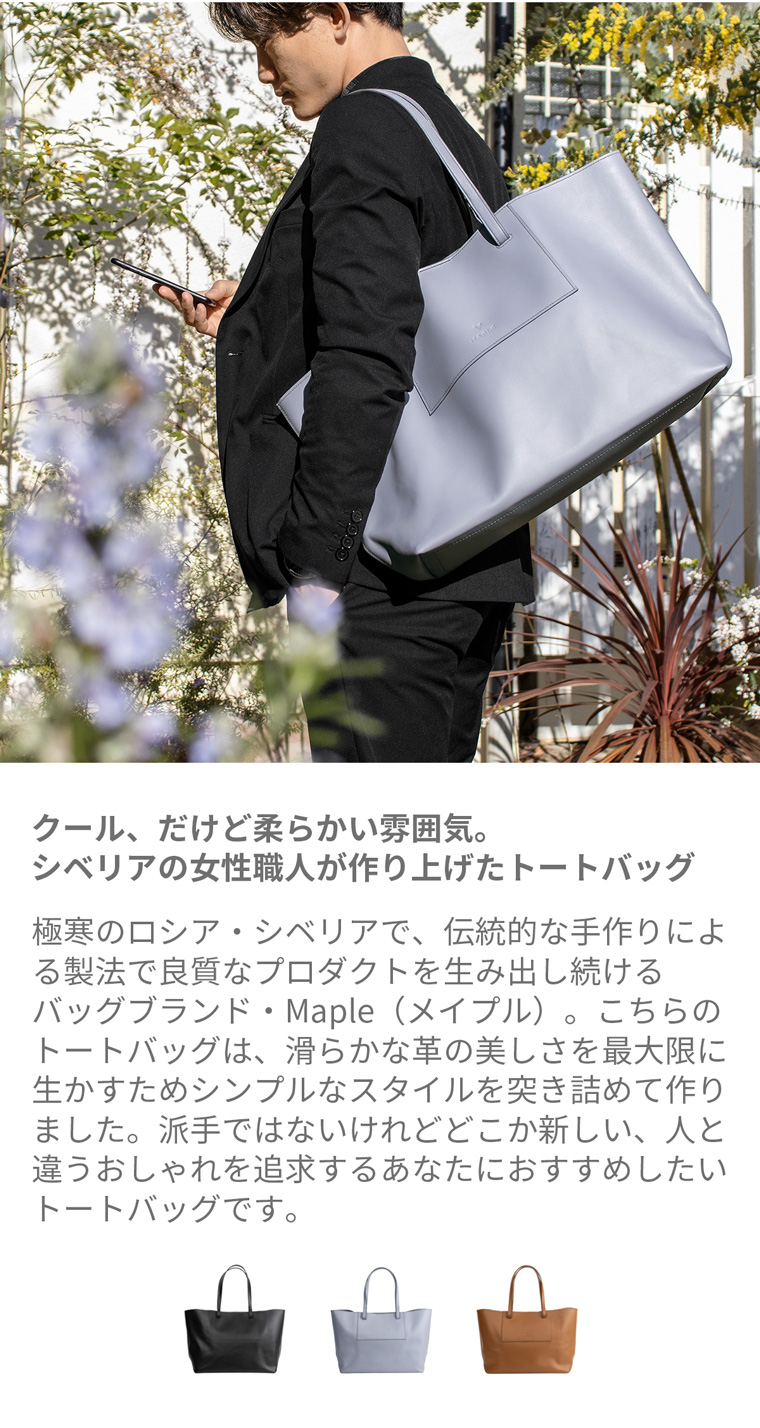 クール、だけど柔らかい雰囲気。
シベリアの女性職人が作り上げたトートバッグ
極寒のロシア・シベリアで、伝統的な手作りによ
る製法で良質なプロダクトを生み出し続ける
バッグブランド・Maple（メイプル）。こちらの
トートバッグは、滑らかな革の美しさを最大限に
生かすためシンプルなスタイルを突き詰めて作り
ました。派手ではないけれどどこか新しい、人と
違うおしゃれを追求するあなたにおすすめしたい
トートバッグです。